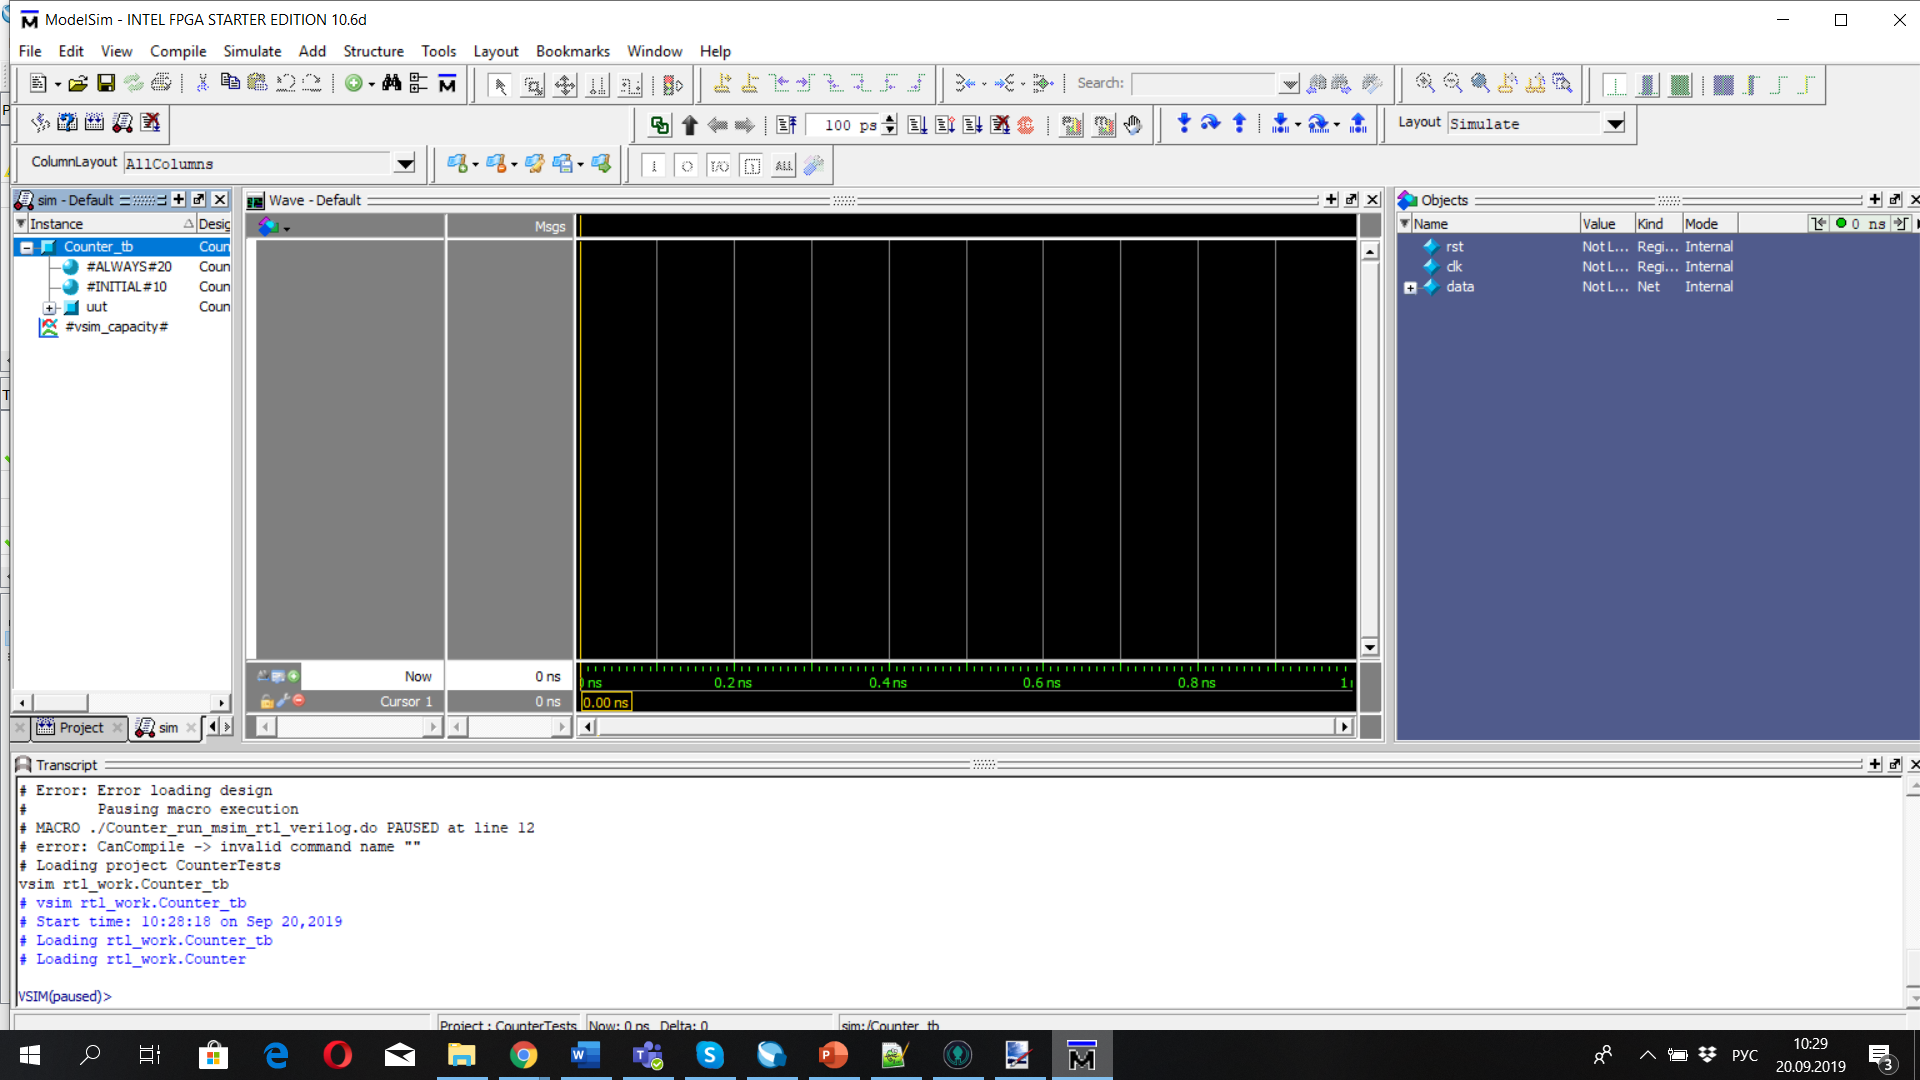 ModelSim - INTEL FPGA STARTER EDITION 10.6d
File Edit View Compile Simulate Add Structure Tools Layout Bookmarks Window Help
Search:
100 ps
Layout Simulate
ColumnLayout AllColumns
ALL
sim - Default
Instance Desig
Counter_tb Coun
#ALWAYS#20 Coun
#INITIAL#10 Coun
uut Coun
#vsim_capacity#
Project sim
Wave - Default
Msgs
Now 0 ns
Cursor 1 0 ns
0.2 ns 0.4 ns 0.6 ns 0.8 ns
0.00 ns
Objects
Name Value Kind Mode 0 ns
rst Not L... Regi... Internal
clk Not L... Regi... Internal
data Not L... Net Internal
Transcript
# Error: Error loading design
# Pausing macro execution
# MACRO ./Counter_run_msim_rtl_verilog.do PAUSED at line 12
# error: CanCompile -> invalid command name ""
# Loading project CounterTests
vsim rtl_work.Counter_tb
# vsim rtl_work.Counter_tb
# Start time: 10:28:18 on Sep 20,2019
# Loading rtl_work.Counter_tb
# Loading rtl_work.Counter
VSIM(paused)>
Project : CounterTests Now: 0 ns Delta: 0 sim:/Counter_tb
РУС
10:29
20.09.2019
3